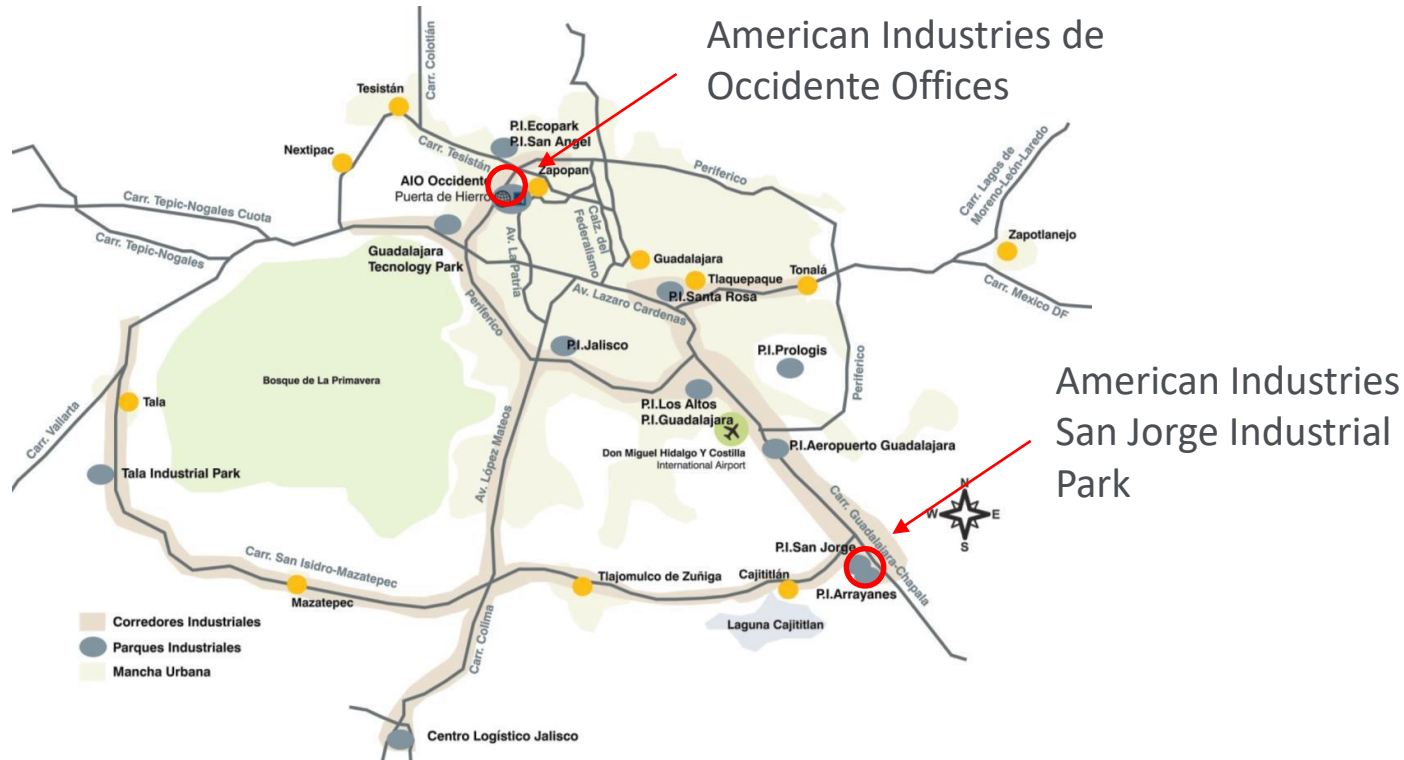 American Industries de
Occidente Offices
Carr. Colotián
Tesistán
P.I.Ecopark
P.I.San Angel
Carr. Tesistán
Nextipac
Zapopan
Periferico
AIO Occidente
Puerta de Hierro
Carr. Lagos de
Moreno-León-Laredo
Carr. Tepic-Nogales Cuota
Carr. Tepic-Nogales
Calz. del
Federalismo
Av. La Patria
Guadalajara
Tecnology Park
Guadalajara
Zapotlanejo
Tlaquepaque
Tonalá
P.I.Santa Rosa
Carr. Mexico DF
Av. Lazaro Cardenas
Periferico
P.I.Jalisco
P.I.Prologis
Periferico
American Industries
San Jorge Industrial
Park
Bosque de La Primavera
Tala
Carr. Vallarta
P.I.Los Altos
P.I.Guadalajara
Av. López Mateos
Don Miguel Hidalgo Y Costilla
International Airport
P.I.Aeropuerto Guadalajara
Tala Industrial Park
Carr. Guadalajara-Chapala
N
W
E
S
Carr. San Isidro-Mazatepec
P.I.San Jorge
Tlajomulco de Zuñiga
Cajititlán
P.I.Arrayanes
Mazatepec
Laguna Cajititlan
Corredores Industriales
Parques Industriales
Mancha Urbana
Carr. Colima
Centro Logístico Jalisco